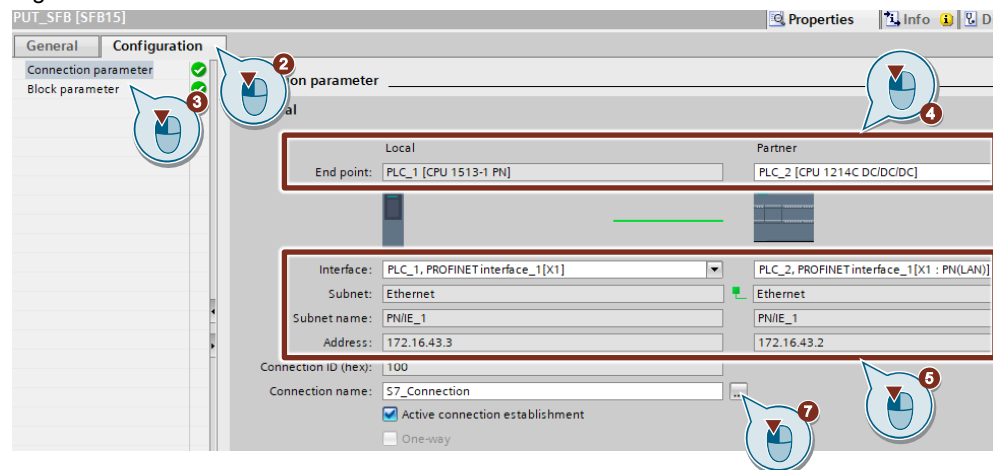 PUT_SFB [SFB15]
Properties Info D
General Configuration
2
Connection parameter
on parameter
Block parameter
3
al
4
Local Partner
End point: PLC_1 [CPU 1513-1 PN] PLC_2 [CPU 1214C DC/DC/DC]
Interface: PLC_1, PROFINET interface_1[X1] PLC_2, PROFINET interface_1[X1 : PN(LAN)]
Subnet: Ethernet Ethernet
Subnet name: PN/IE_1 PN/IE_1
Address: 172.16.43.3 172.16.43.2
Connection ID (hex): 100
5
Connection name: S7_Connection ...
7
Active connection establishment
One-way